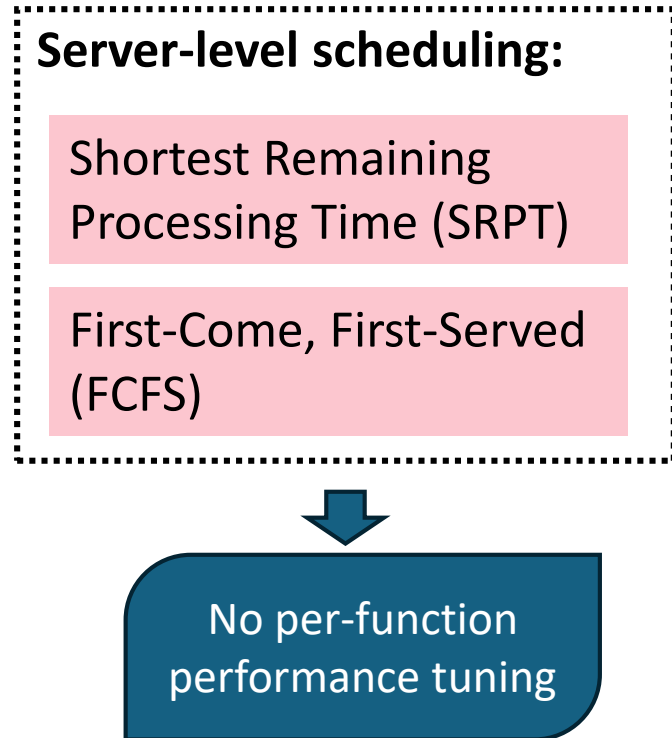 Server-level scheduling:
Shortest Remaining
Processing Time (SRPT)
First-Come, First-Served
(FCFS)
No per-function
performance tuning